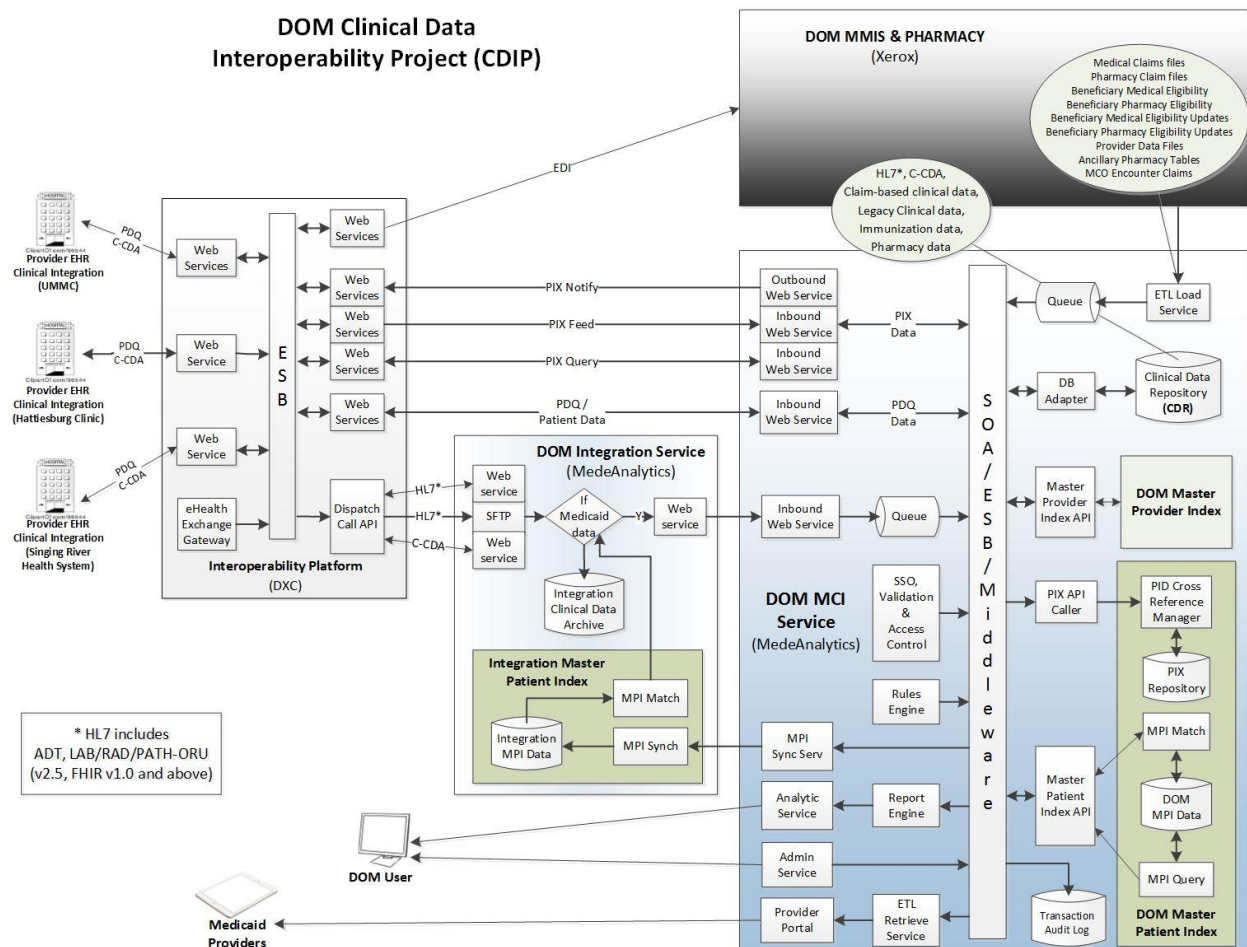 DOM Clinical Data
Interoperability Project (CDIP)
DOM MMIS & PHARMACY
(Xerox)
Medical Claims files
Pharmacy Claim files
Beneficiary Medical Eligibility
Beneficiary Pharmacy Eligibility
Beneficiary Medical Eligibility Updates
Beneficiary Pharmacy Eligibility Updates
Provider Data Files
Ancillary Pharmacy Tables
MCO Encounter Claims
HL7*, C-CDA,
Claim-based clinical data,
Legacy Clinical data,
Immunization data,
Pharmacy data
EDI
HOSPITAL
Provider EHR
Clinical Integration
(UMMC)
PDQ
C-CDA
Web
Services
HOSPITAL
Provider EHR
Clinical Integration
(Hattiesburg Clinic)
PDQ
C-CDA
Web
Service
HOSPITAL
Provider EHR
Clinical Integration
(Singing River
Health System)
PDQ
C-CDA
Web
Service
eHealth
Exchange
Gateway
ESB
Web
Services
Web
Services
Web
Services
Web
Services
Web
Services
Dispatch
Call API
Interoperability Platform
(DXC)
PIX Notify
PIX Feed
PIX Query
PDQ /
Patient Data
HL7*
HL7*
C-CDA
DOM Integration Service
(MedeAnalytics)
Web
service
SFTP
Web
service
If
Medicaid
data
Y
Web
service
Integration
Clinical Data
Archive
Integration Master
Patient Index
MPI Match
Integration
MPI Data
MPI Synch
Outbound
Web Service
Inbound
Web Service
Inbound
Web Service
Inbound
Web Service
Inbound
Web Service
PIX
Data
PDQ
Data
Queue
SOA/ESB/Middleware
Queue
ETL Load
Service
DB
Adapter
Clinical Data
Repository
(CDR)
Master
Provider
Index API
DOM Master
Provider Index
DOM MCI
Service
(MedeAnalytics)
SSO,
Validation
&
Access
Control
Rules
Engine
MPI
Sync Serv
Analytic
Service
Report
Engine
Admin
Service
Provider
Portal
ETL
Retrieve
Service
PIX API
Caller
PID Cross
Reference
Manager
PIX
Repository
Master
Patient
Index API
MPI Match
DOM
MPI Data
MPI Query
DOM Master
Patient Index
Transaction
Audit Log
* HL7 includes
ADT, LAB/RAD/PATH-ORU
(v2.5, FHIR v1.0 and above)
DOM User
Medicaid
Providers